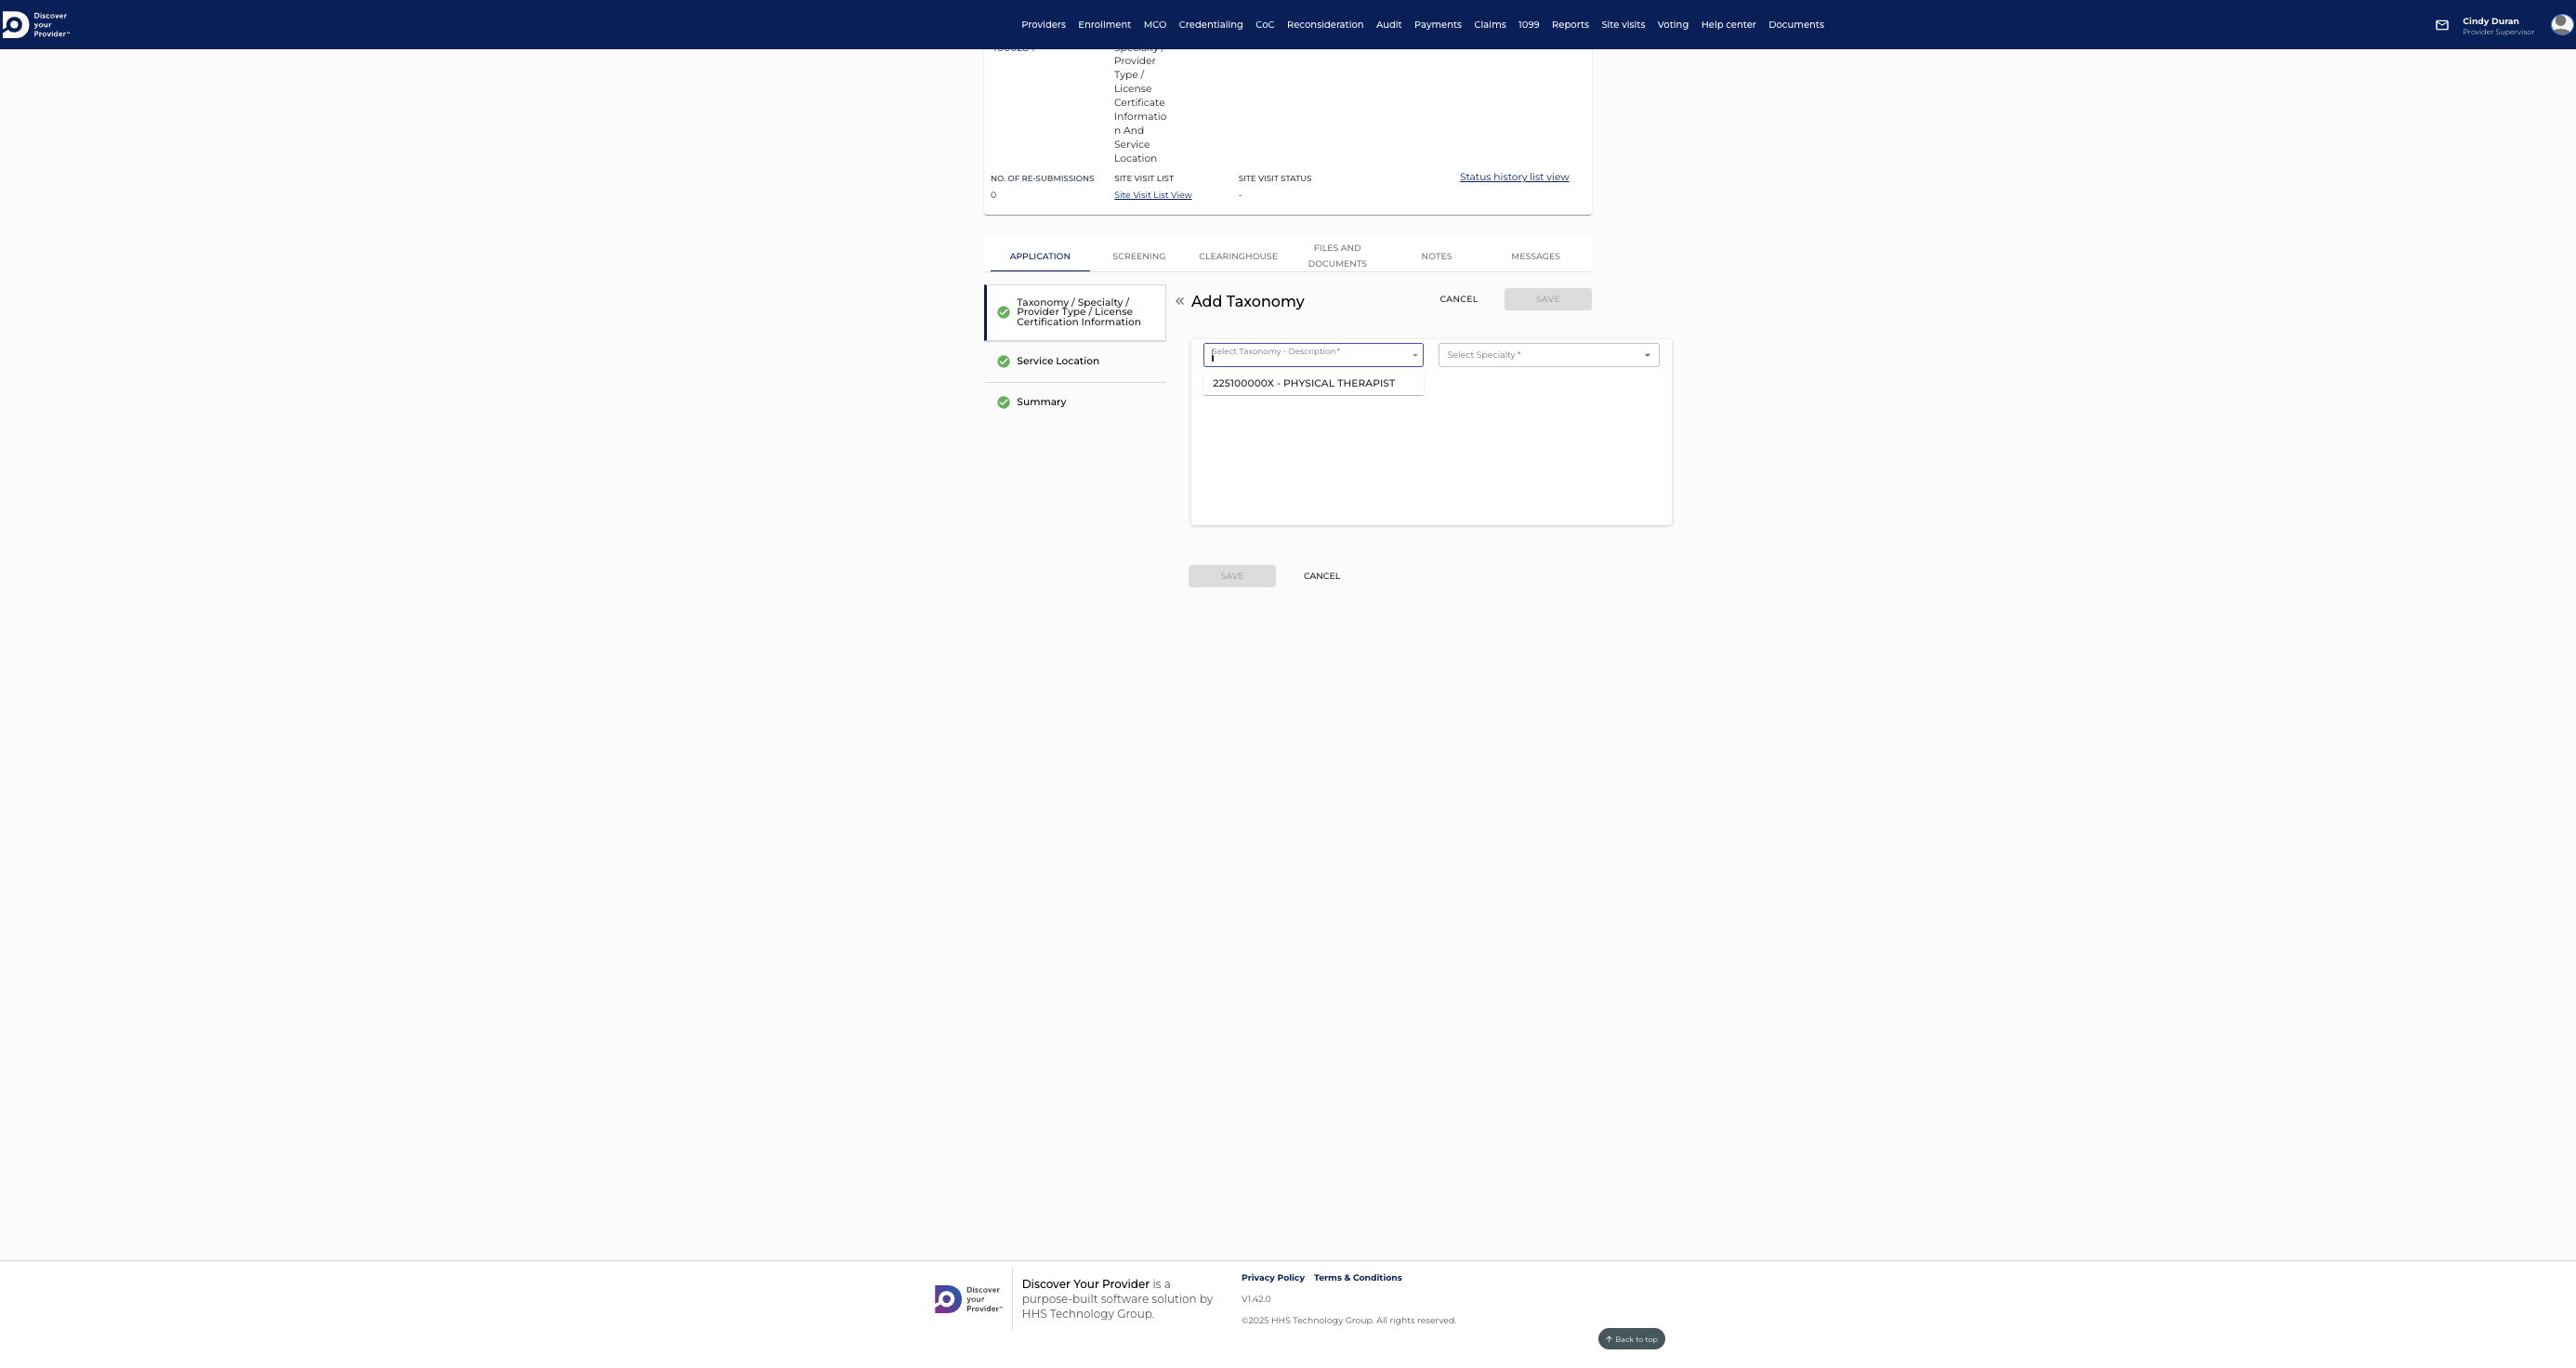 Discover
your
Provider™
Providers Enrollment MCO Credentialing CoC Reconsideration Audit Payments Claims 1099 Reports Site visits Voting Help center Documents
Cindy Duran
Provider Supervisor
Specialty /
Provider
Type /
License
Certificate
Informatio
n And
Service
Location
NO. OF RE-SUBMISSIONS SITE VISIT LIST SITE VISIT STATUS Status history list view
0 Site Visit List View -
APPLICATION SCREENING CLEARINGHOUSE FILES AND DOCUMENTS NOTES MESSAGES
Taxonomy / Specialty /
Provider Type / License
Certification Information
Service Location
Summary
« Add Taxonomy
CANCEL SAVE
Select Taxonomy - Description *
Select Specialty *
225100000X - PHYSICAL THERAPIST
SAVE CANCEL
Discover
your
Provider™
Discover Your Provider is a
purpose-built software solution by
HHS Technology Group.
Privacy Policy Terms & Conditions
V1.42.0
©2025 HHS Technology Group. All rights reserved.
Back to top